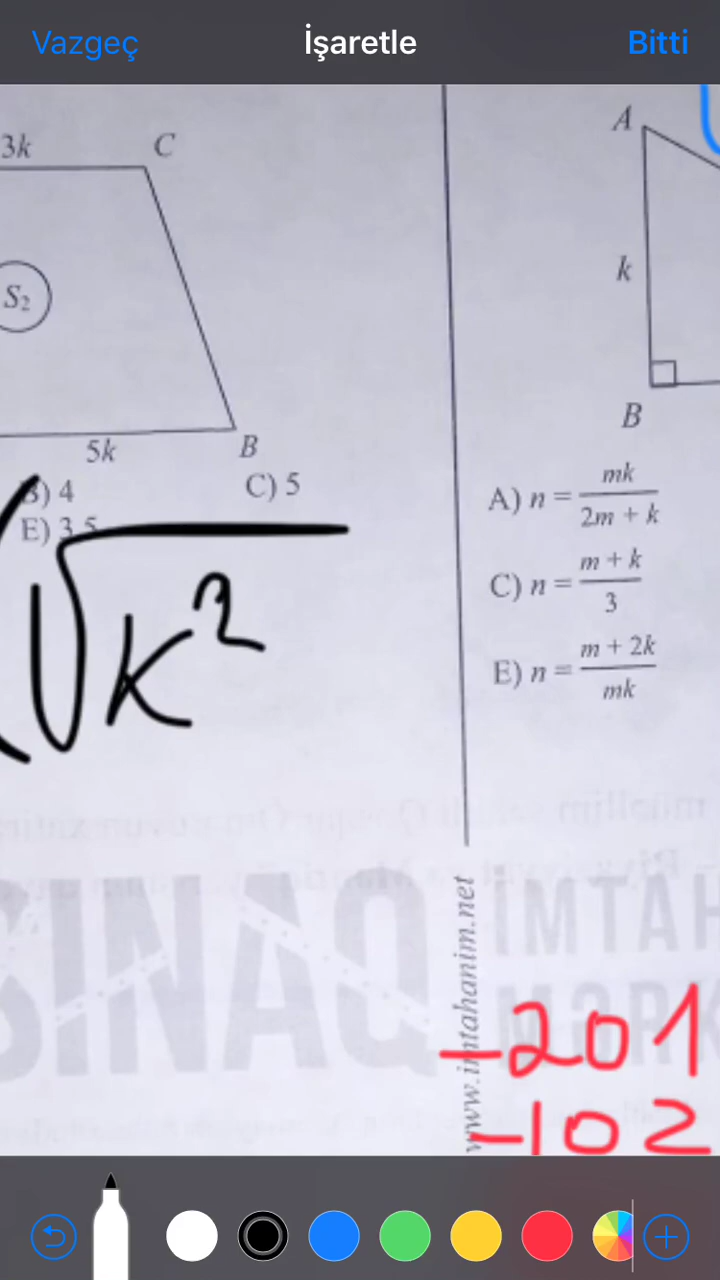 Vazgeç
İşaretle
Bitti
3k
C
S₂
5k
B
B) 4
C) 5
E) 3,5
√k²
A
k
B
A) n = mk / 2m + k
C) n = m + k / 3
E) n = m + 2k / mk
SINAQ
www.imtahanim.net
-201
-102